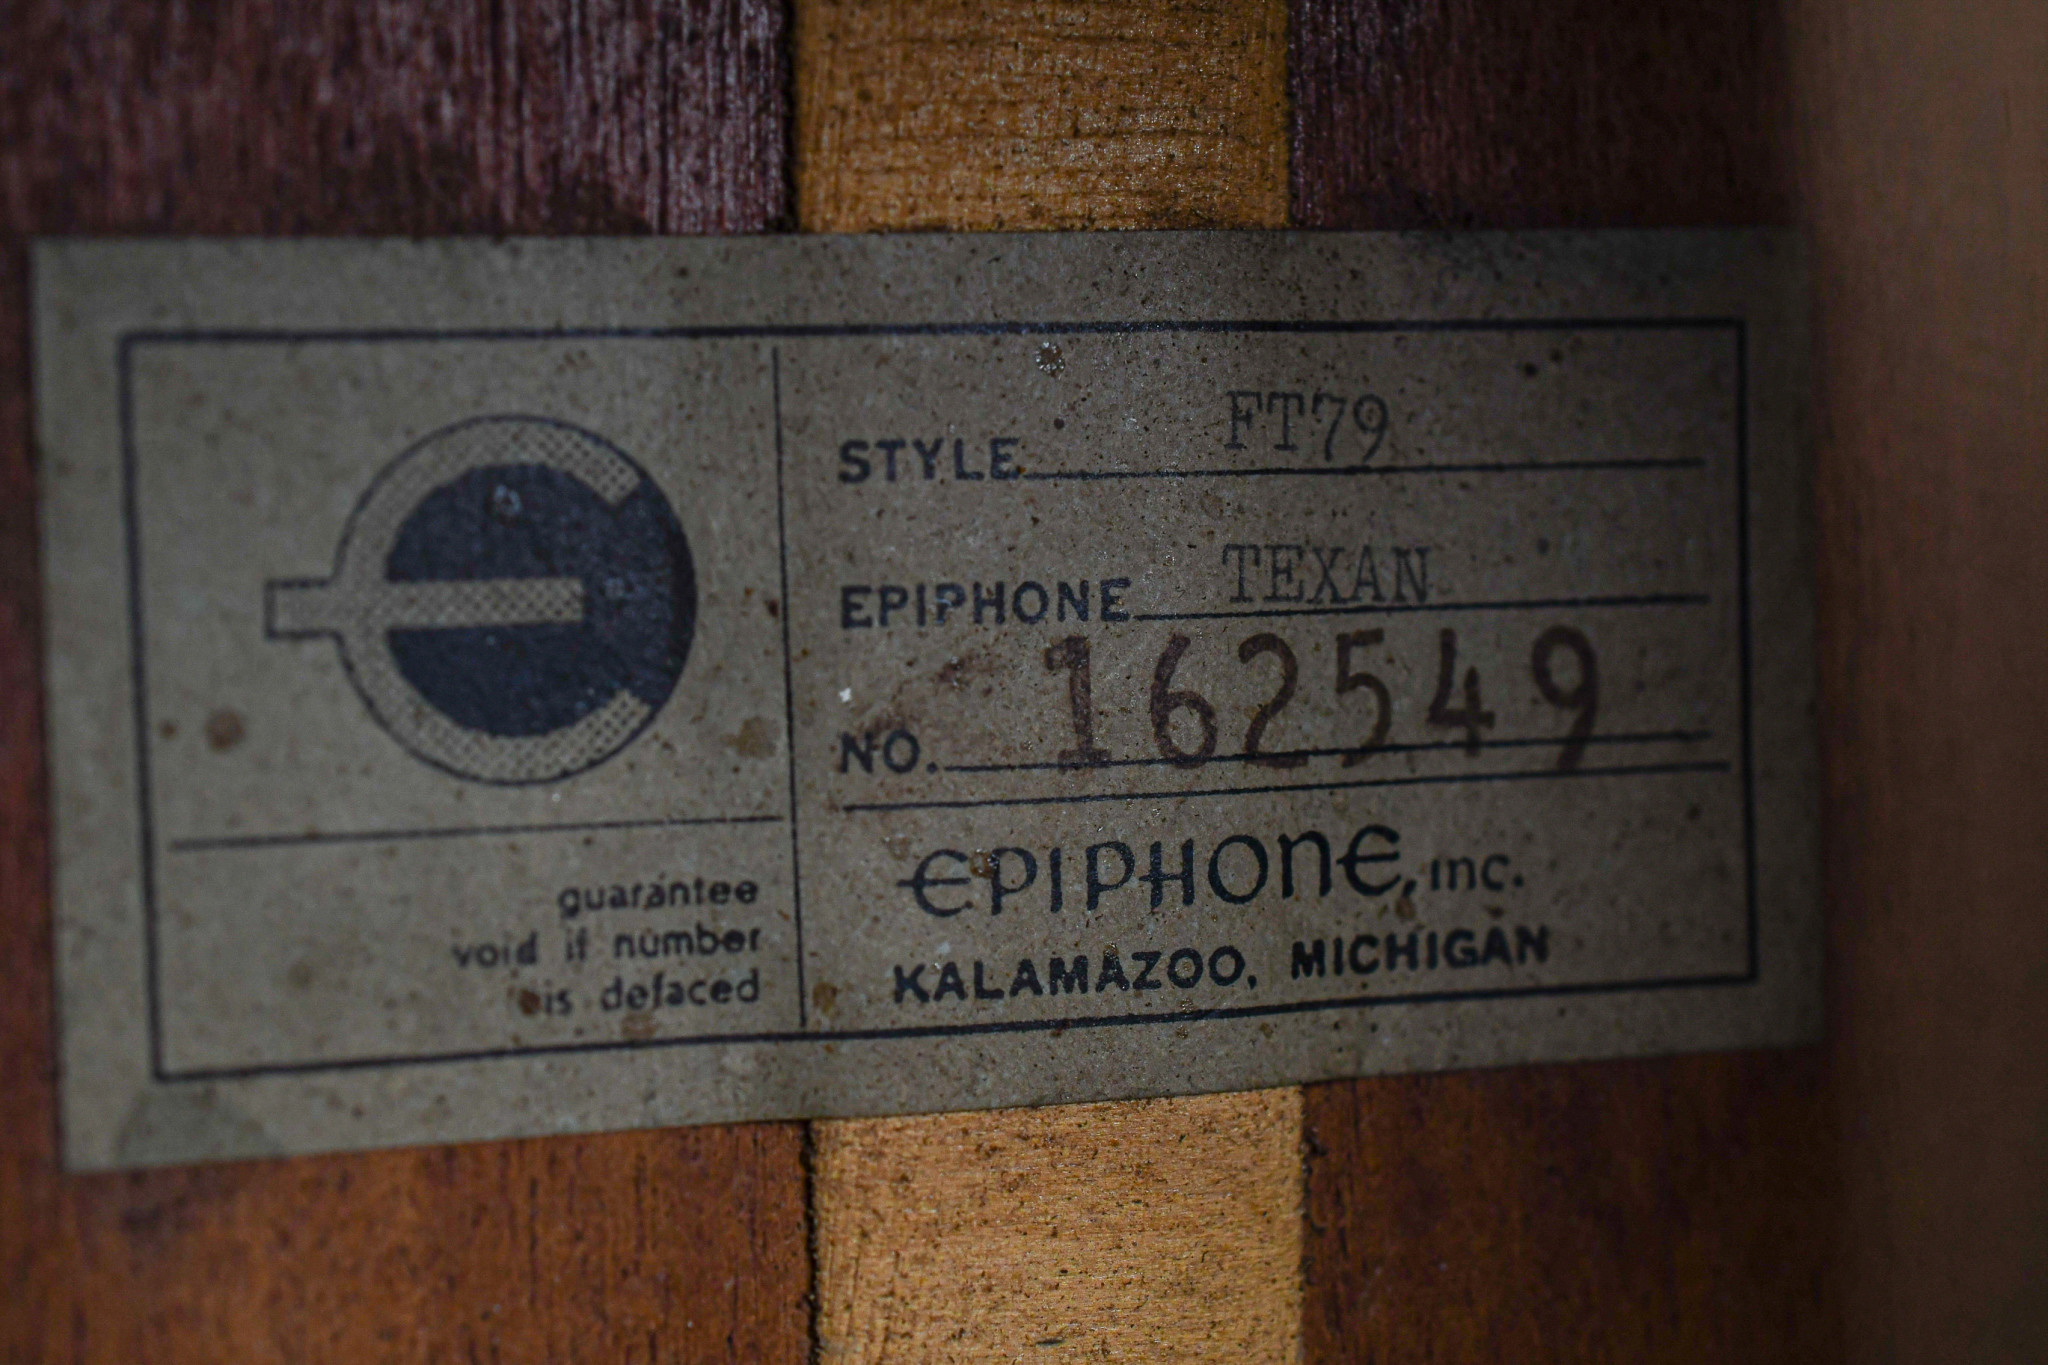 STYLE FT79
EPIPHONE TEXAN
NO. 162549
EPIPHONE, inc.
KALAMAZOO, MICHIGAN
guarantee
void if number
is defaced